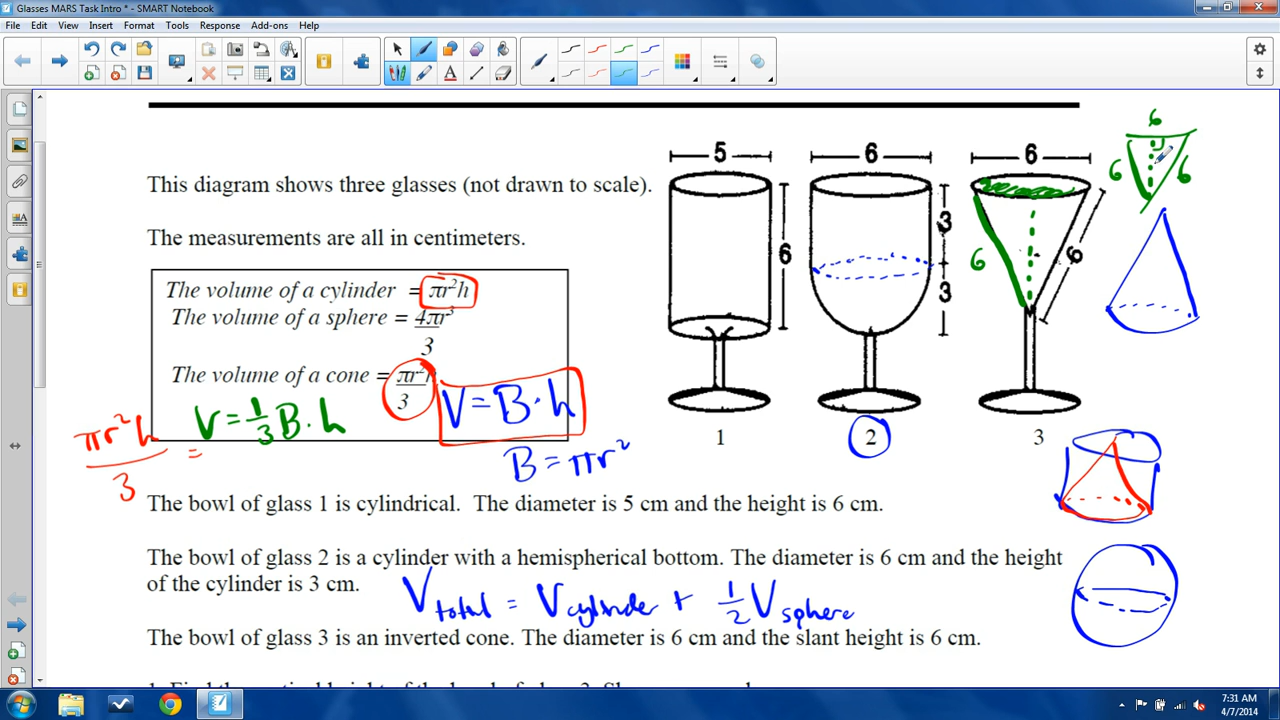 Glasses MARS Task Intro * - SMART Notebook
File Edit View Insert Format Tools Response Add-ons Help
This diagram shows three glasses (not drawn to scale).
The measurements are all in centimeters.
The volume of a cylinder = πr²h
The volume of a sphere = 4πr³
3
The volume of a cone = πr²h
3
V = B · h
V = 1/3 B · h
πr²h
3
=
B = πr²
5
6
1
6
3
3
2
6
6
6
3
6
6
6
The bowl of glass 1 is cylindrical. The diameter is 5 cm and the height is 6 cm.
The bowl of glass 2 is a cylinder with a hemispherical bottom. The diameter is 6 cm and the height
of the cylinder is 3 cm.
V total = V cylinder + 1/2 V sphere
The bowl of glass 3 is an inverted cone. The diameter is 6 cm and the slant height is 6 cm.
7:31 AM
4/7/2014